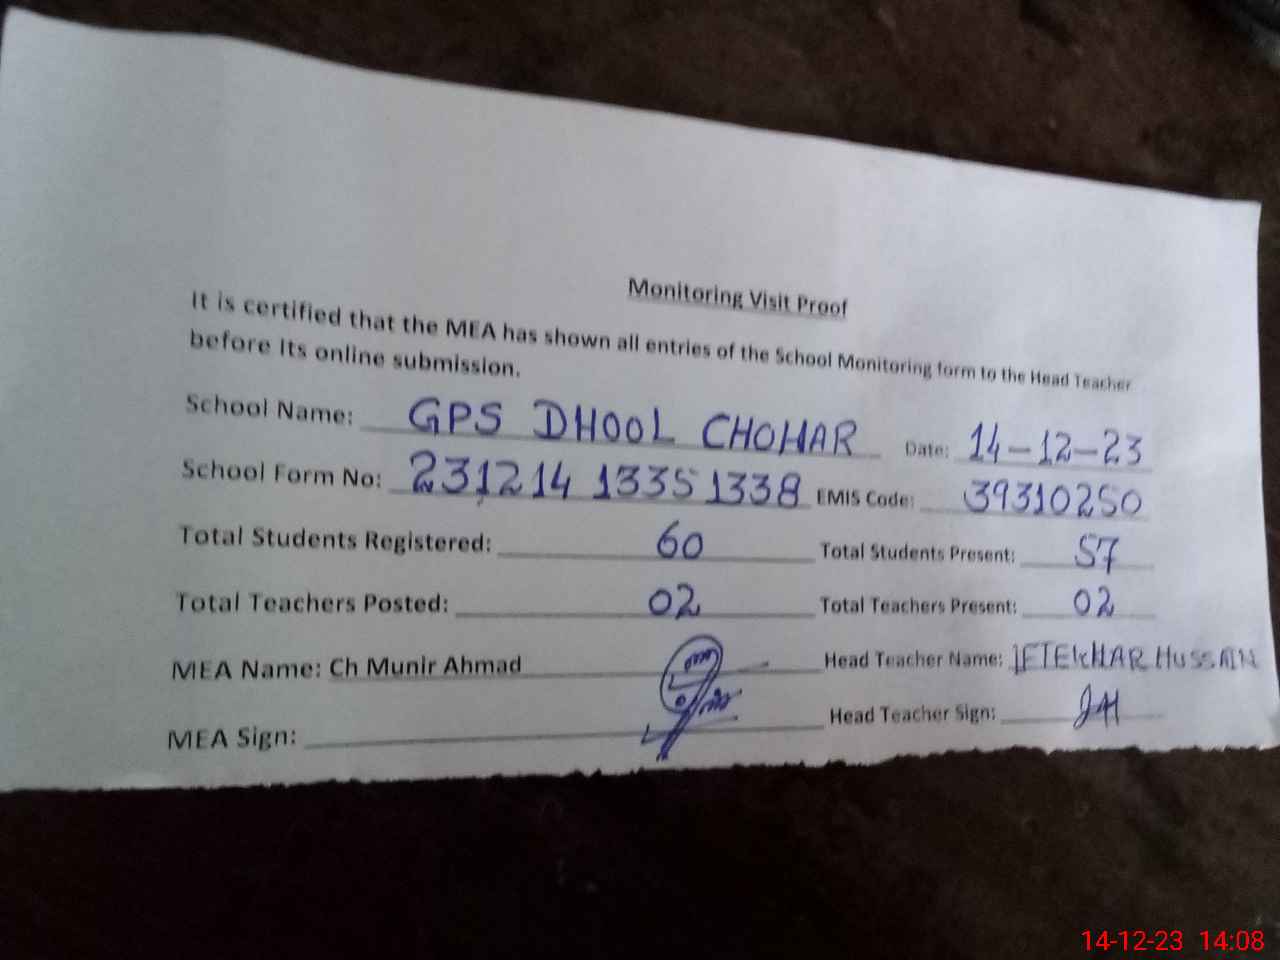 Monitoring Visit Proof
It is certified that the MEA has shown all entries of the School Monitoring form to the Head Teacher
before Its online submission.
School Name: GPS DHOOL CHOHAR Date: 14-12-23
School Form No: 231214 13351338 EMIS Code: 39310250
Total Students Registered: 60 Total Students Present: 57
Total Teachers Posted: 02 Total Teachers Present: 02
MEA Name: Ch Munir Ahmad Head Teacher Name: IFTEKHAR HUSSAIN
MEA Sign: Head Teacher Sign:
14-12-23 14:08